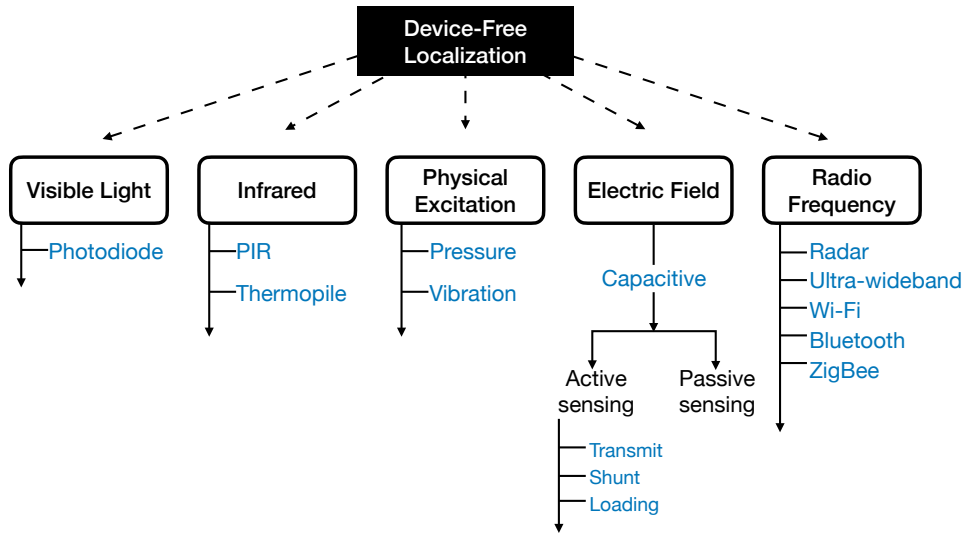 Device-Free
Localization
Visible Light
Infrared
Physical
Excitation
Electric Field
Radio
Frequency
Photodiode
PIR
Thermopile
Pressure
Vibration
Capacitive
Active
sensing
Passive
sensing
Transmit
Shunt
Loading
Radar
Ultra-wideband
Wi-Fi
Bluetooth
ZigBee